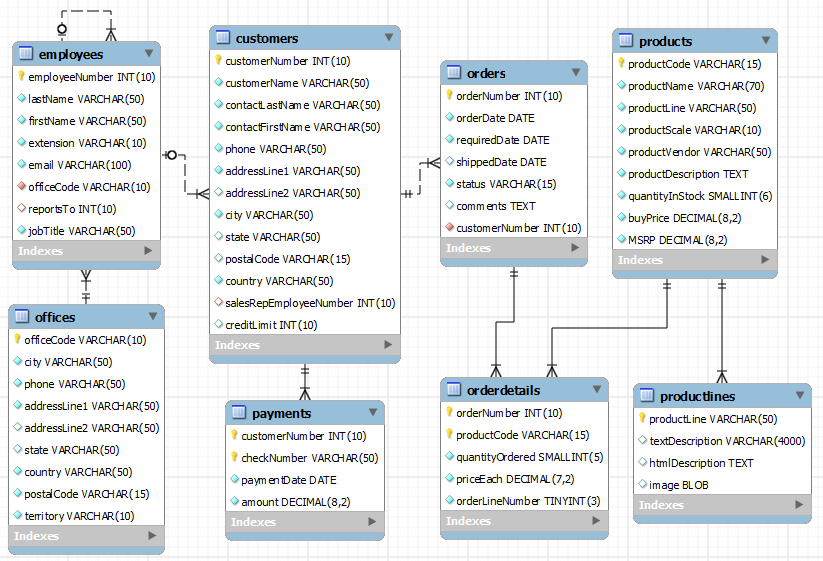 employees
employeeNumber INT(10)
lastName VARCHAR(50)
firstName VARCHAR(50)
extension VARCHAR(10)
email VARCHAR(100)
officeCode VARCHAR(10)
reportsTo INT(10)
jobTitle VARCHAR(50)
Indexes
offices
officeCode VARCHAR(10)
city VARCHAR(50)
phone VARCHAR(50)
addressLine1 VARCHAR(50)
addressLine2 VARCHAR(50)
state VARCHAR(50)
country VARCHAR(50)
postalCode VARCHAR(15)
territory VARCHAR(10)
Indexes
customers
customerNumber INT(10)
customerName VARCHAR(50)
contactLastName VARCHAR(50)
contactFirstName VARCHAR(50)
phone VARCHAR(50)
addressLine1 VARCHAR(50)
addressLine2 VARCHAR(50)
city VARCHAR(50)
state VARCHAR(50)
postalCode VARCHAR(15)
country VARCHAR(50)
salesRepEmployeeNumber INT(10)
creditLimit INT(10)
Indexes
payments
customerNumber INT(10)
checkNumber VARCHAR(50)
paymentDate DATE
amount DECIMAL(8,2)
Indexes
orders
orderNumber INT(10)
orderDate DATE
requiredDate DATE
shippedDate DATE
status VARCHAR(15)
comments TEXT
customerNumber INT(10)
Indexes
orderdetails
orderNumber INT(10)
productCode VARCHAR(15)
quantityOrdered SMALLINT(5)
priceEach DECIMAL(7,2)
orderLineNumber TINYINT(3)
Indexes
products
productCode VARCHAR(15)
productName VARCHAR(70)
productLine VARCHAR(50)
productScale VARCHAR(10)
productVendor VARCHAR(50)
productDescription TEXT
quantityInStock SMALLINT(6)
buyPrice DECIMAL(8,2)
MSRP DECIMAL(8,2)
Indexes
productlines
productLine VARCHAR(50)
textDescription VARCHAR(4000)
htmlDescription TEXT
image BLOB
Indexes